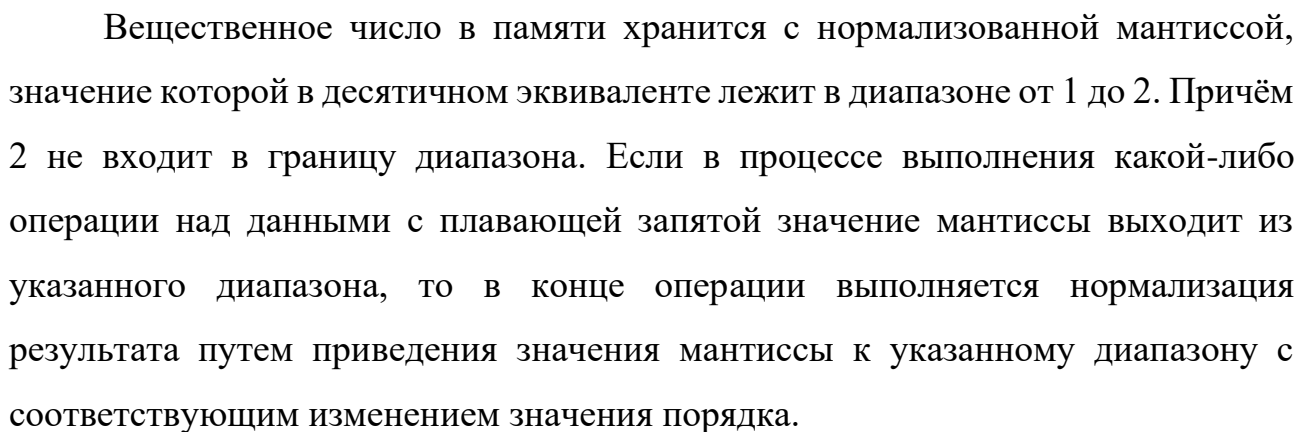 Вещественное число в памяти хранится с нормализованной мантиссой,
значение которой в десятичном эквиваленте лежит в диапазоне от 1 до 2. Причём
2 не входит в границу диапазона. Если в процессе выполнения какой-либо
операции над данными с плавающей запятой значение мантиссы выходит из
указанного диапазона, то в конце операции выполняется нормализация
результата путем приведения значения мантиссы к указанному диапазону с
соответствующим изменением значения порядка.